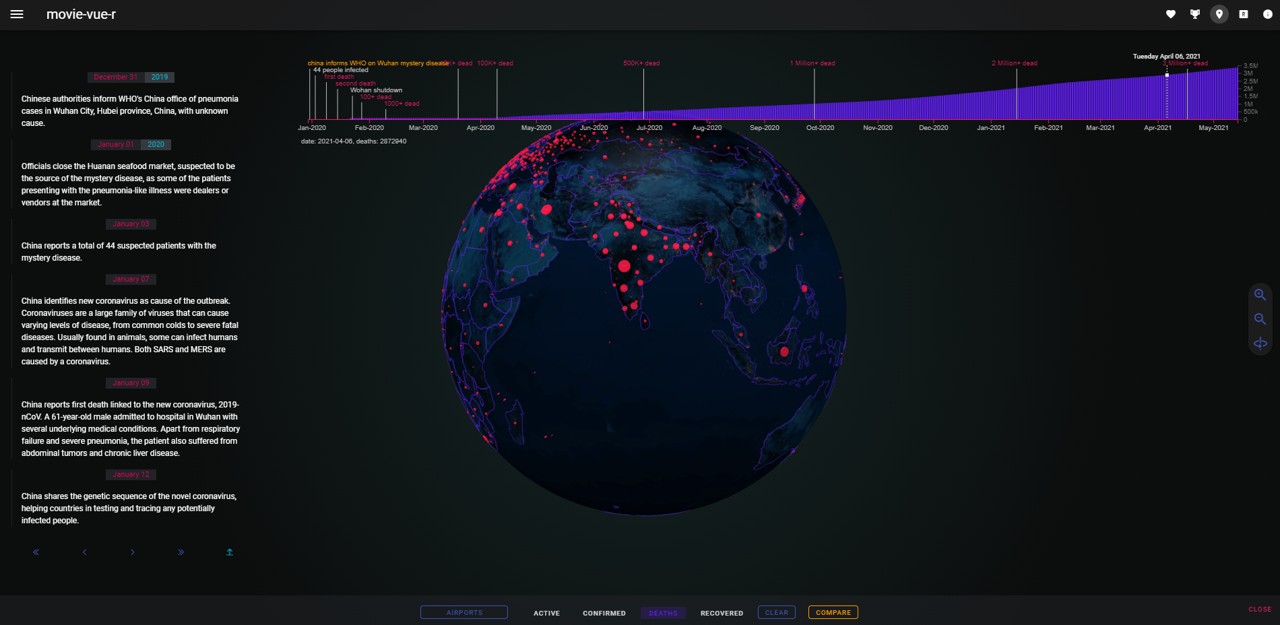 movie-vue-r
December 31 2019
Chinese authorities inform WHO's China office of pneumonia
cases in Wuhan City, Hubei province, China, with unknown
cause.
January 01 2020
Officials close the Huanan seafood market, suspected to be
the source of the mystery disease, as some of the patients
presenting with the pneumonia-like illness were dealers or
vendors at the market.
January 03
China reports a total of 44 suspected patients with the
mystery disease.
January 07
China identifies new coronavirus as cause of the outbreak.
Coronaviruses are a large family of viruses that can cause
varying levels of disease, from common colds to severe fatal
diseases. Usually found in animals, some can infect humans
and transmit between humans. Both SARS and MERS are
caused by a coronavirus.
January 09
China reports first death linked to the new coronavirus, 2019-
nCoV. A 61-year-old male admitted to hospital in Wuhan with
several underlying medical conditions. Apart from respiratory
failure and severe pneumonia, the patient also suffered from
abdominal tumors and chronic liver disease.
January 12
China shares the genetic sequence of the novel coronavirus,
helping countries in testing and tracing any potentially
infected people.
Tuesday April 06, 2021
china informs WHO on Wuhan mystery disease dead 100K+ dead 500K+ dead 1 Million+ dead 2 Million+ dead Million+ dead
44 people infected
first death
second death
Wohan shutdown
100+ dead
1000+ dead
3.5M
3M
2.5M
2M
1.5M
1M
500k
0
Jan-2020 Feb-2020 Mar-2020 Apr-2020 May-2020 Jun-2020 Jul-2020 Aug-2020 Sep-2020 Oct-2020 Nov-2020 Dec-2020 Jan-2021 Feb-2021 Mar-2021 Apr-2021 May-2021
date: 2021-04-06, deaths: 2872940
AIRPORTS ACTIVE CONFIRMED DEATHS RECOVERED CLEAR COMPARE CLOSE